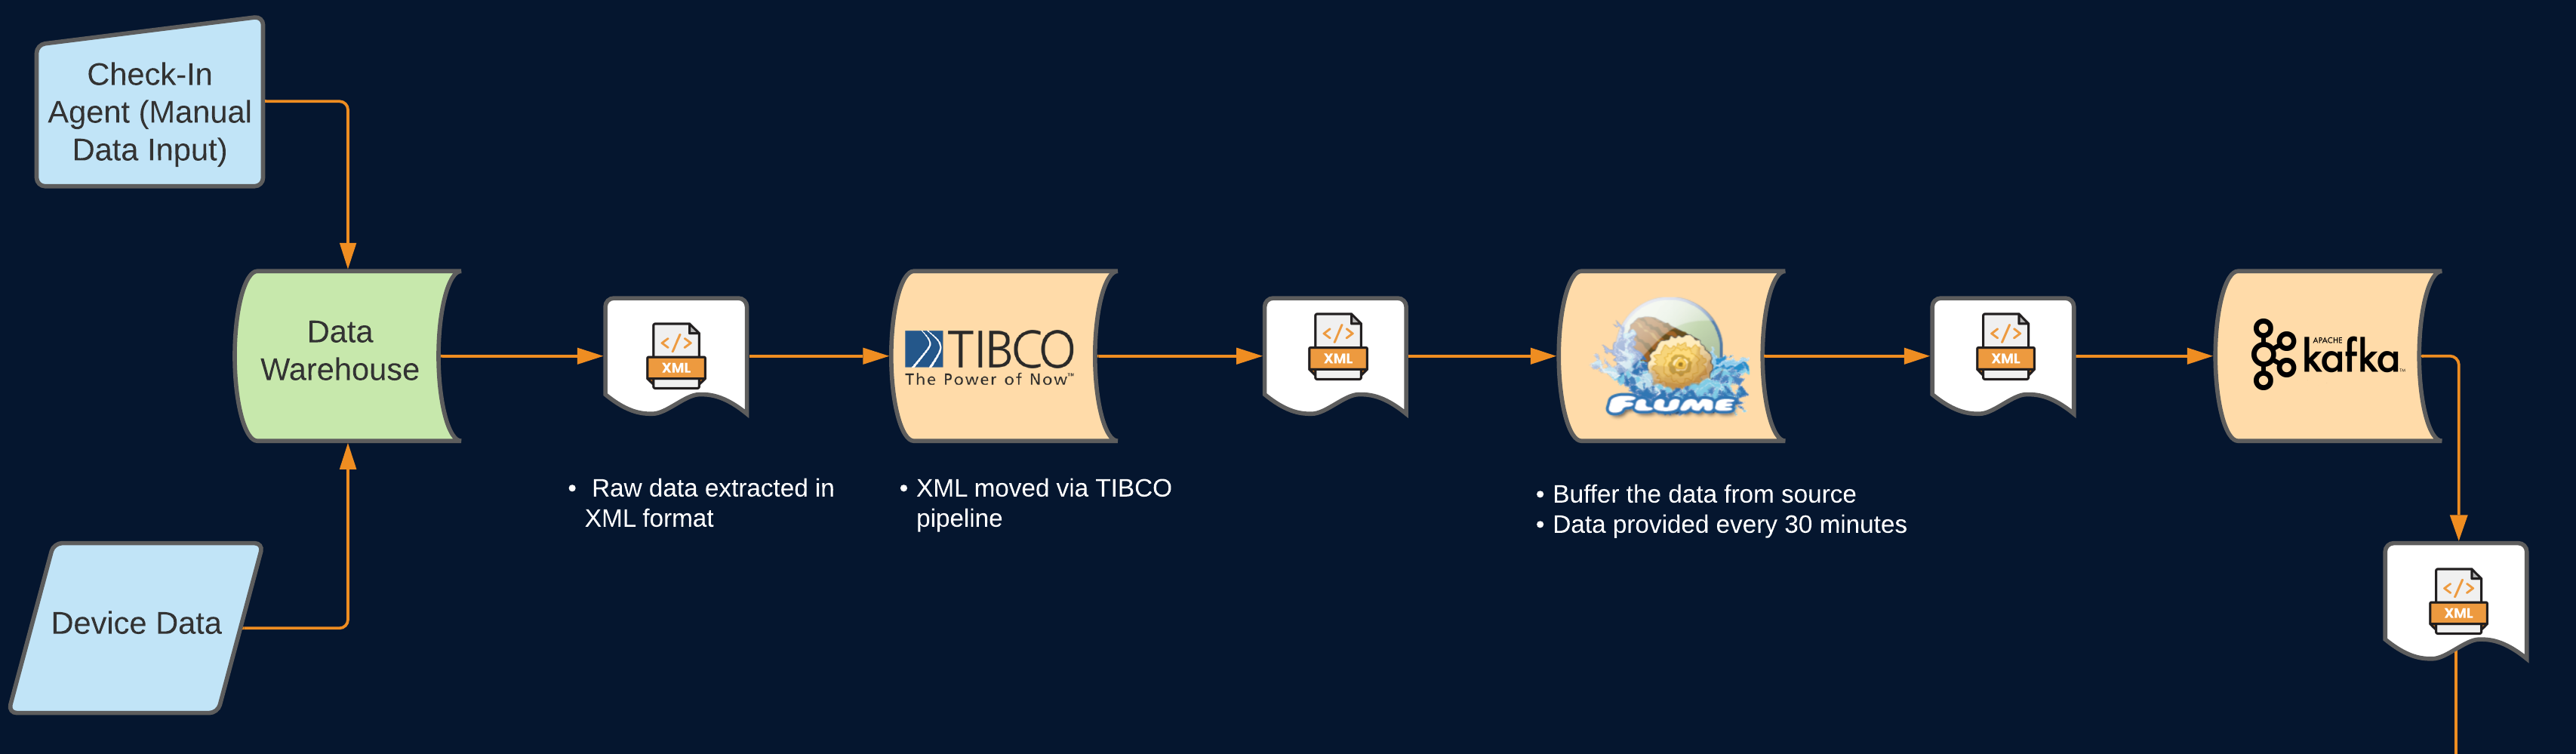 Check-In
Agent (Manual
Data Input)
Data
Warehouse
</>
XML
TIBCO
The Power of Now™
</>
XML
FLUME
</>
XML
APACHE
kafka™
• Raw data extracted in
XML format
• XML moved via TIBCO
pipeline
• Buffer the data from source
• Data provided every 30 minutes
Device Data
</>
XML